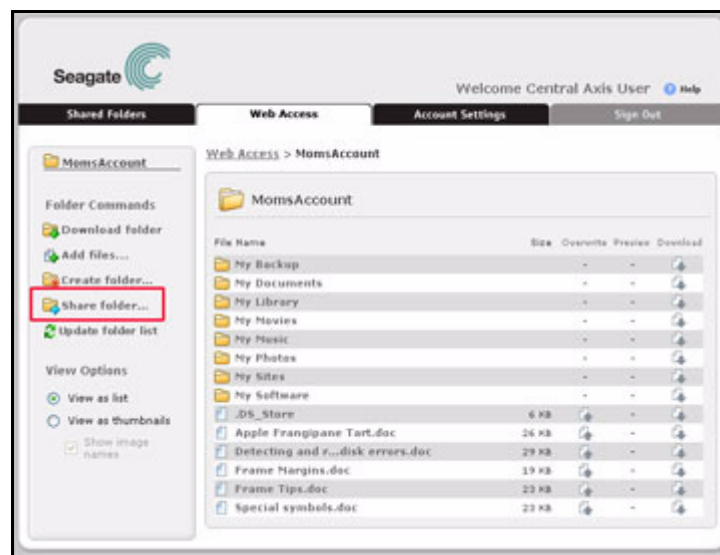 Seagate
Welcome Central Axis User Help
Shared Folders Web Access Account Settings Sign Out
MomsAccount
Web Access > MomsAccount
MomsAccount
Folder Commands
Download folder
Add files...
Create folder...
Share folder...
Update folder list
View Options
View as list
View as thumbnails
Show image
names
File Name Size Overwrite Preview Download
My Backup - -
My Documents - -
My Library - -
My Movies - -
My Music - -
My Photos - -
My Sites - -
My Software - -
.DS_Store 6 KB -
Apple Frangipane Tart.doc 26 KB -
Detecting and r...disk errors.doc 29 KB -
Frame Margins.doc 19 KB -
Frame Tips.doc 23 KB -
Special symbols.doc 23 KB -